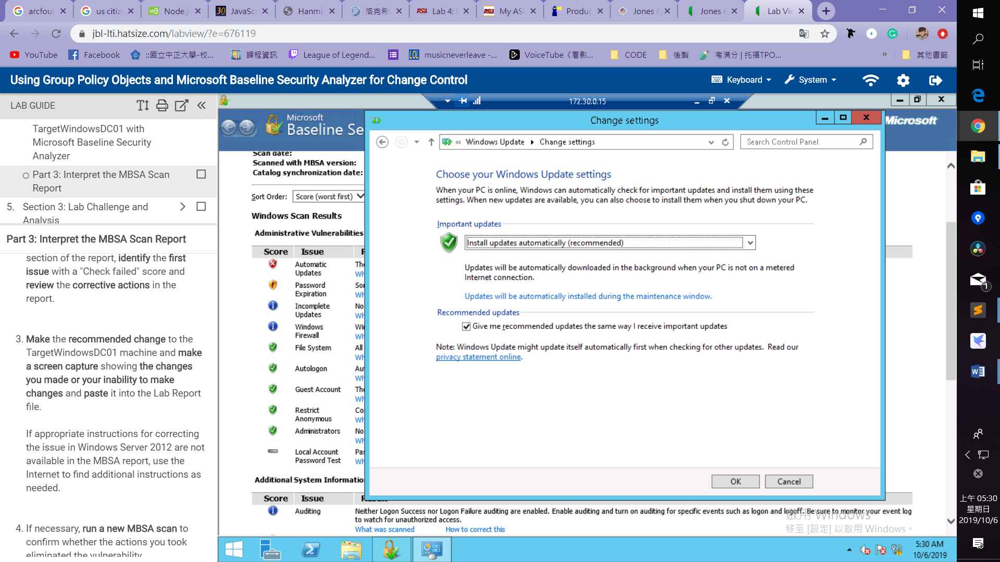 arcfour
us citiz
Node.j
30
JavaSc
Hanmi
洛克希
ASU
Lab 4:
ASU
My AS
Produc
Jones &
Jones &
Lab Vie
jbl-lti.hatsize.com/labview/?e=676119
YouTube
Facebook
::國立中正大學-校...
課程資訊
League of Legend...
LOL
musicneverleave -...
VoiceTube《看影...
CODE
後製
考满分 | 托福TPO...
»
其他書籤
Using Group Policy Objects and Microsoft Baseline Security Analyzer for Change Control
Keyboard
System
LAB GUIDE
172.30.0.15
TargetWindowsDC01 with
Microsoft Baseline Security
Analyzer
Part 3: Interpret the MBSA Scan
Report
5. Section 3: Lab Challenge and
Analysis
Part 3: Interpret the MBSA Scan Report
section of the report, identify the first
issue with a "Check failed" score and
review the corrective actions in the
report.
3. Make the recommended change to the
TargetWindowsDC01 machine and make
a screen capture showing the changes
you made or your inability to make
changes and paste it into the Lab Report
file.
If appropriate instructions for correcting
the issue in Windows Server 2012 are not
available in the MBSA report, use the
Internet to find additional instructions as
needed.
4. If necessary, run a new MBSA scan to
confirm whether the actions you took
eliminated the vulnerability.
Microsoft
Baseline Se
Microsoft
Scan date:
Scanned with MBSA version:
Catalog synchronization date:
Sort Order: Score (worst first)
Windows Scan Results
Administrative Vulnerabilities
Score Issue
Automatic
Updates
The
Wh
Password
Expiration
Son
Wh
Incomplete
Updates
No
Wh
Windows
Firewall
Win
Wh
File System
All
Wh
Autologon
Au
Wh
Guest Account
The
Wh
Restrict
Anonymous
Co
Wh
Administrators
No
Wh
Local Account
Password Test
Pas
Wh
Additional System Informatio
Score Issue
Auditing
Neither Logon Success nor Logon Failure auditing are enabled. Enable auditing and turn on auditing for specific events such as logon and logoff. Be sure to monitor your event log
to watch for unauthorized access.
What was scanned
How to correct this
Change settings
« Windows Update
Change settings
Search Control Panel
Choose your Windows Update settings
When your PC is online, Windows can automatically check for important updates and install them using these
settings. When new updates are available, you can also choose to install them when you shut down your PC.
Important updates
Install updates automatically (recommended)
Updates will be automatically downloaded in the background when your PC is not on a metered
Internet connection.
Updates will be automatically installed during the maintenance window.
Recommended updates
Give me recommended updates the same way I receive important updates
Note: Windows Update might update itself automatically first when checking for other updates. Read our
privacy statement online.
OK
Cancel
啟用 Windows
移至 [設定] 以啟用 Windows。
5:30 AM
10/6/2019
1
上午 05:30
星期日
2019/10/6